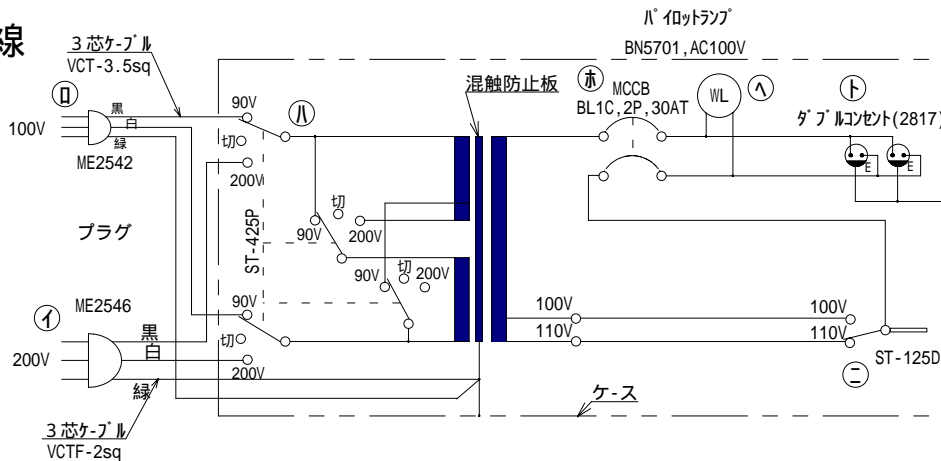 線
パイロットランプ
BN5701,AC100V
3芯ケーブル
VCT-3.5sq
混触防止板
ホ
MCCB
BL1C,2P,30AT
WL
ヘ
ト
ダブルコンセント(2817)
ロ
100V
黒
白
緑
ME2542
90V
ハ
切
200V
E
E
プラグ
ST-425P
切
90V
200V
切
90V
200V
ME2546
イ
200V
黒
白
緑
90V
切
200V
100V
110V
100V
110V
ST-125D
ニ
ケース
3芯ケーブル
VCTF-2sq